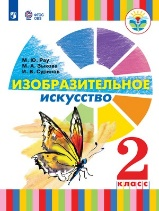 М. Ю. Рау
М. А. Зыкова
И. В. Суринов
ИЗОБРАЗИТЕЛЬНОЕ
ИСКУССТВО
2
КЛАСС